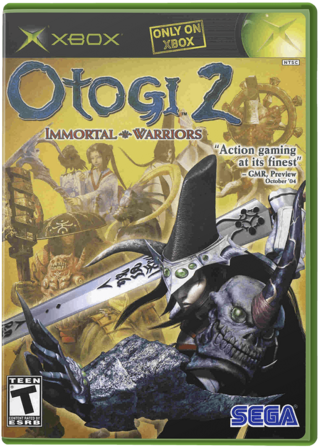 XBOX
ONLY ON
XBOX
NTSC
OTOGI 2
IMMORTAL WARRIORS
"Action gaming
at its finest"
– GMR, Preview
October '04
TEEN
T
CONTENT RATED BY
ESRB
SEGA